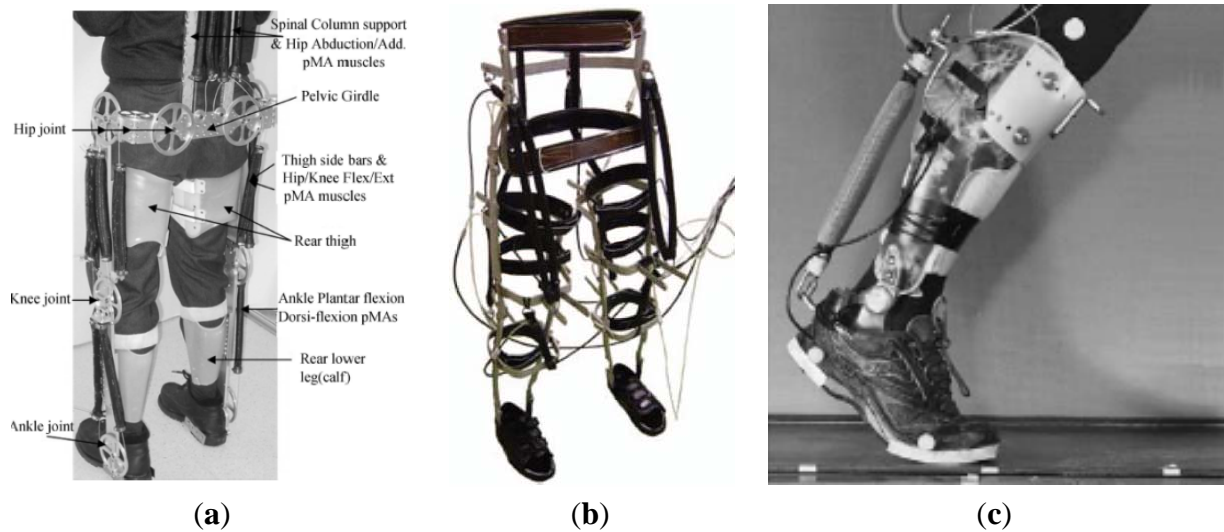 Spinal Column support
& Hip Abduction/Add.
pMA muscles
Pelvic Girdle
Hip joint
Thigh side bars &
Hip/Knee Flex/Ext
pMA muscles
Rear thigh
Knee joint
Ankle Plantar flexion
Dorsi-flexion pMAs
Rear lower
leg(calf)
Ankle joint
(a)
(b)
(c)